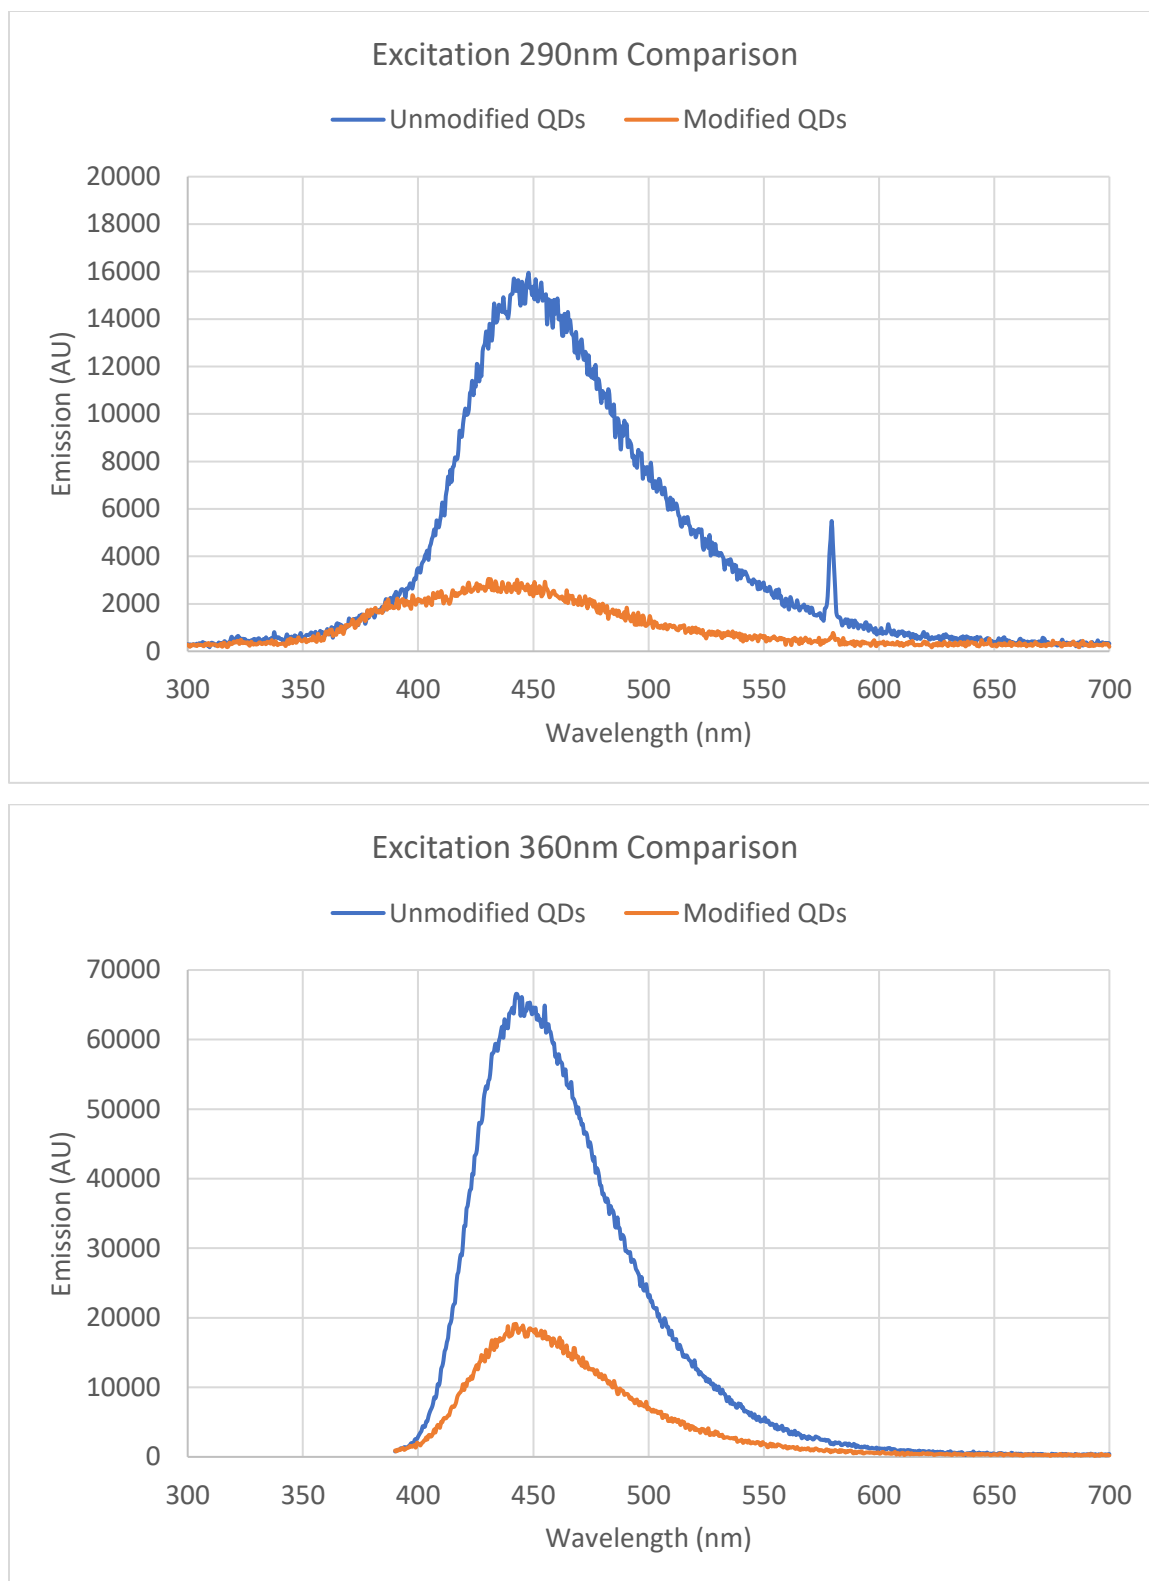 Excitation 290nm Comparison
Unmodified QDs Modified QDs
20000
18000
16000
14000
12000
10000
8000
6000
4000
2000
0
Emission (AU)
300 350 400 450 500 550 600 650 700
Wavelength (nm)
Excitation 360nm Comparison
Unmodified QDs Modified QDs
70000
60000
50000
40000
30000
20000
10000
0
Emission (AU)
300 350 400 450 500 550 600 650 700
Wavelength (nm)